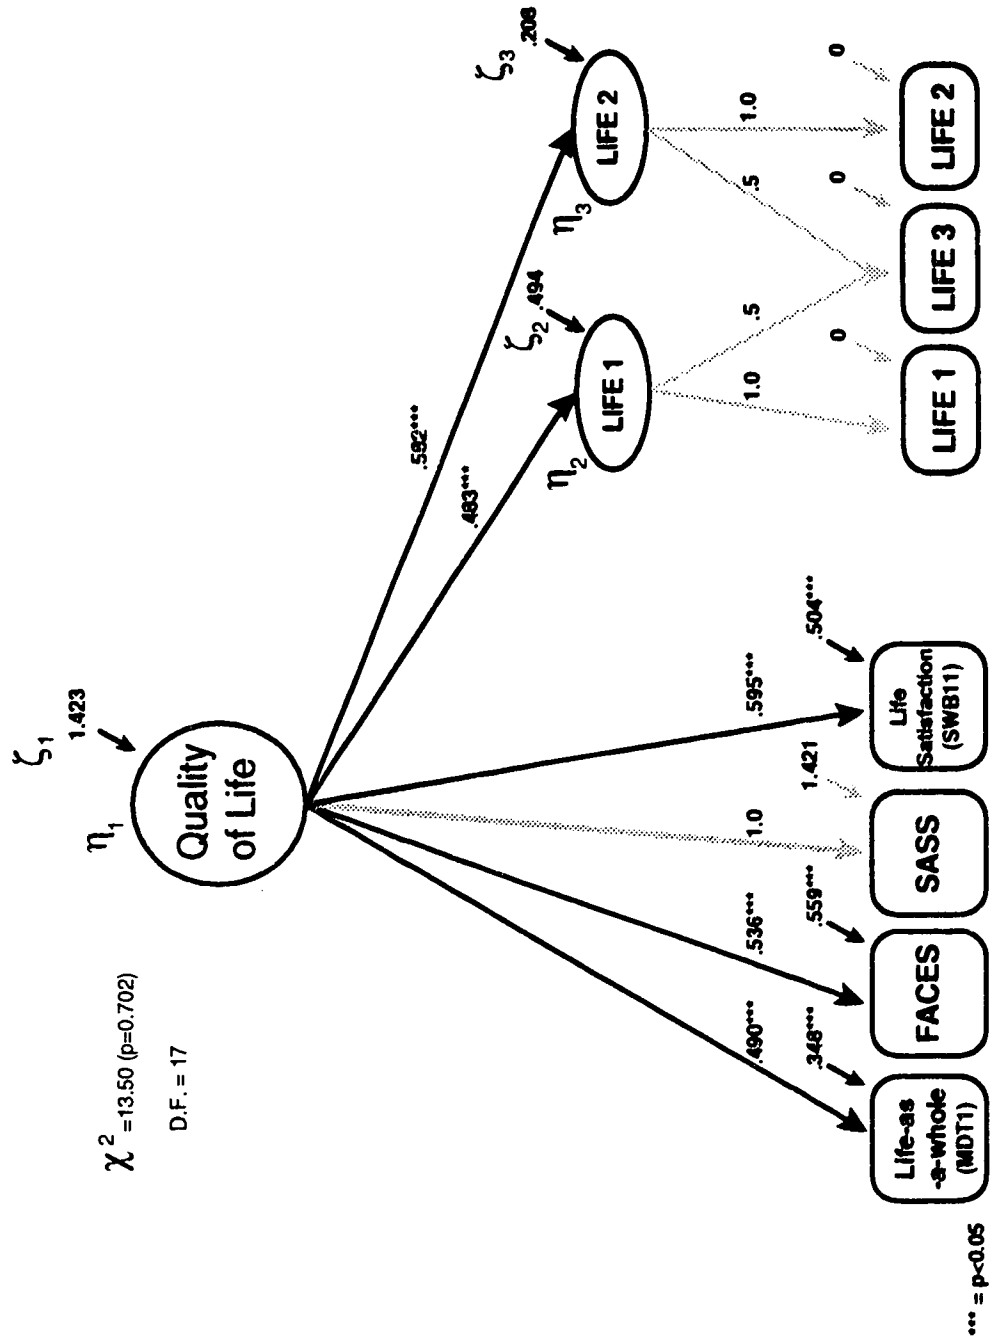 ζ1
1.423
η1
Quality
of Life
χ² =13.50 (p=0.702)
D.F. = 17
.483***
.592***
ζ2
.494
ζ3
.208
η2
LIFE 1
η3
LIFE 2
.490***
.536***
1.0
.595***
1.0
.5
.5
1.0
.348***
.559***
1.421
.504***
0
0
0
Life-as
-a-whole
(MDT1)
FACES
SASS
Life
Satisfaction
(SWB11)
LIFE 1
LIFE 3
LIFE 2
*** = p<0.05